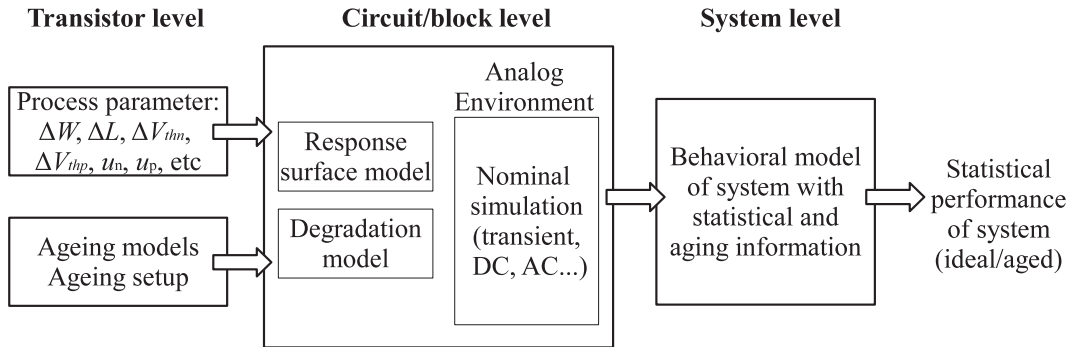 Transistor level
Circuit/block level
System level
Process parameter:
ΔW, ΔL, ΔVthn,
ΔVthp, un, up, etc
Ageing models
Ageing setup
Response
surface model
Degradation
model
Analog
Environment
Nominal
simulation
(transient,
DC, AC...)
Behavioral model
of system with
statistical and
aging information
Statistical
performance
of system
(ideal/aged)